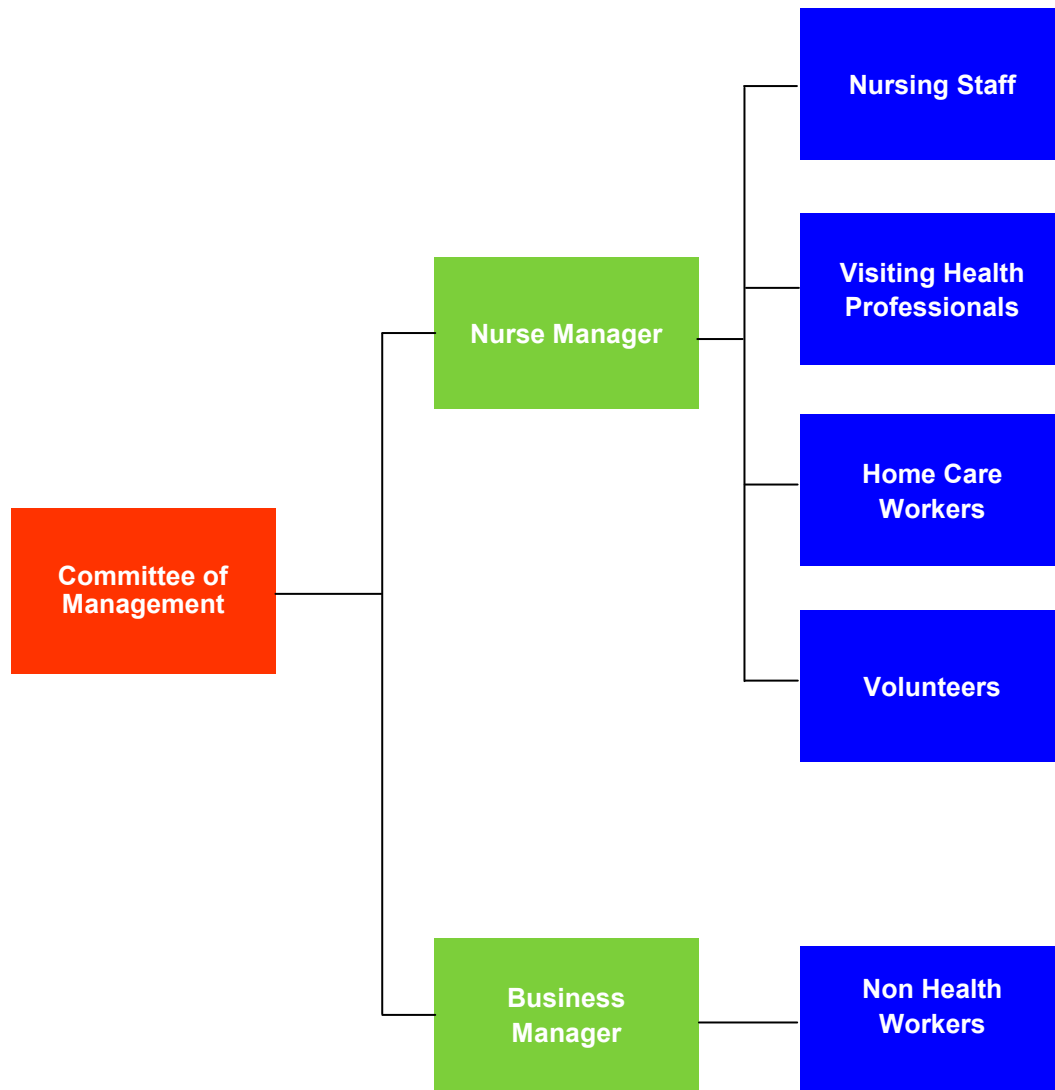 Nursing Staff
Visiting Health
Professionals
Nurse Manager
Home Care
Workers
Committee of
Management
Volunteers
Business
Manager
Non Health
Workers